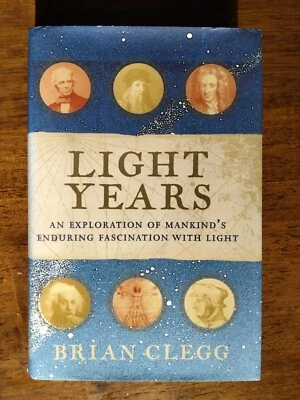 LIGHT
YEARS
AN EXPLORATION OF MANKIND'S
ENDURING FASCINATION WITH LIGHT
BRIAN CLEGG